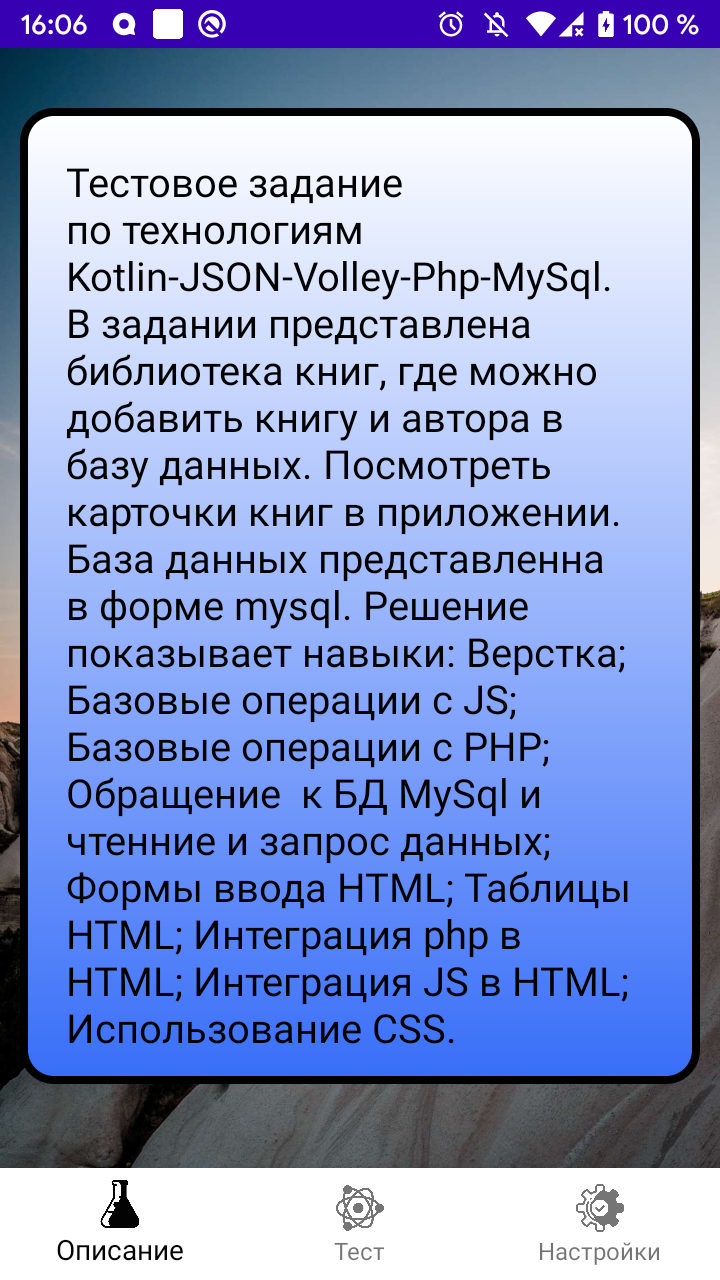 16:06
100 %
Тестовое задание
по технологиям
Kotlin-JSON-Volley-Php-MySql.
В задании представлена
библиотека книг, где можно
добавить книгу и автора в
базу данных. Посмотреть
карточки книг в приложении.
База данных представленна
в форме mysql. Решение
показывает навыки: Верстка;
Базовые операции с JS;
Базовые операции с PHP;
Обращение  к БД MySql и
чтенние и запрос данных;
Формы ввода HTML; Таблицы
HTML; Интеграция php в
HTML; Интеграция JS в HTML;
Использование CSS.
Описание
Тест
Настройки